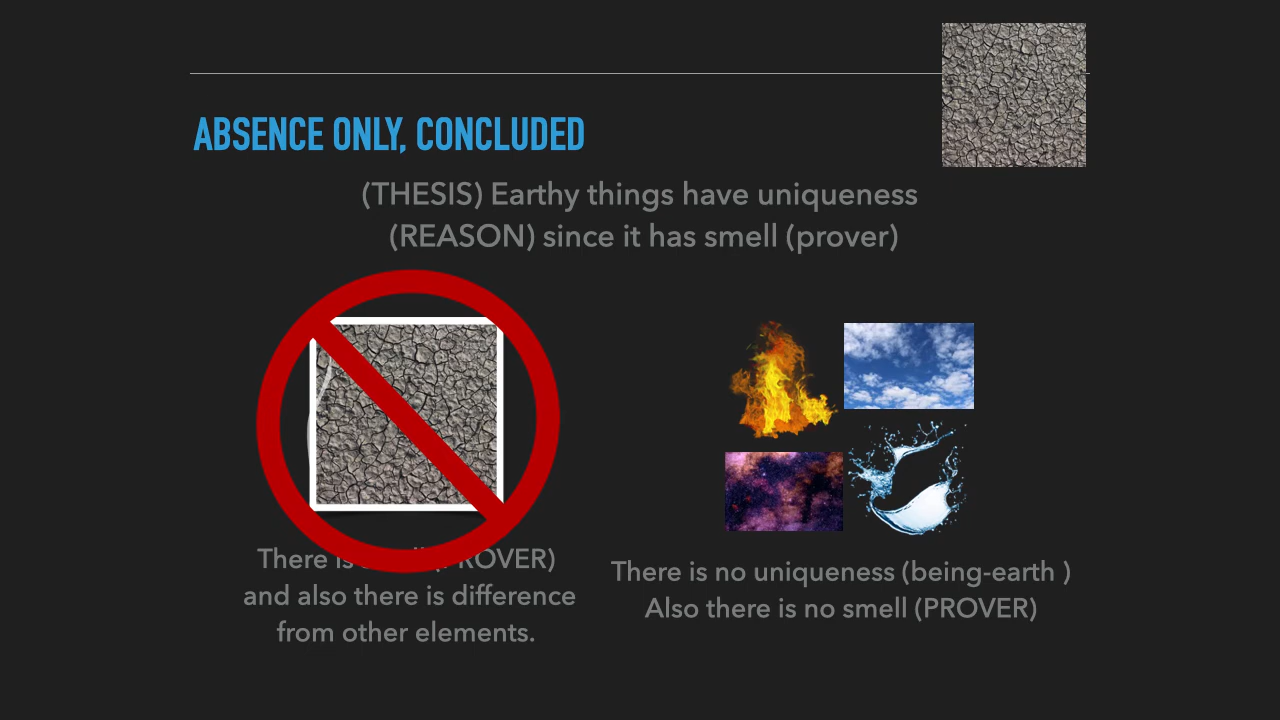 ABSENCE ONLY, CONCLUDED
(THESIS) Earthy things have uniqueness
(REASON) since it has smell (prover)
There is (PROVER)
and also there is difference
from other elements.
There is no uniqueness (being-earth )
Also there is no smell (PROVER)